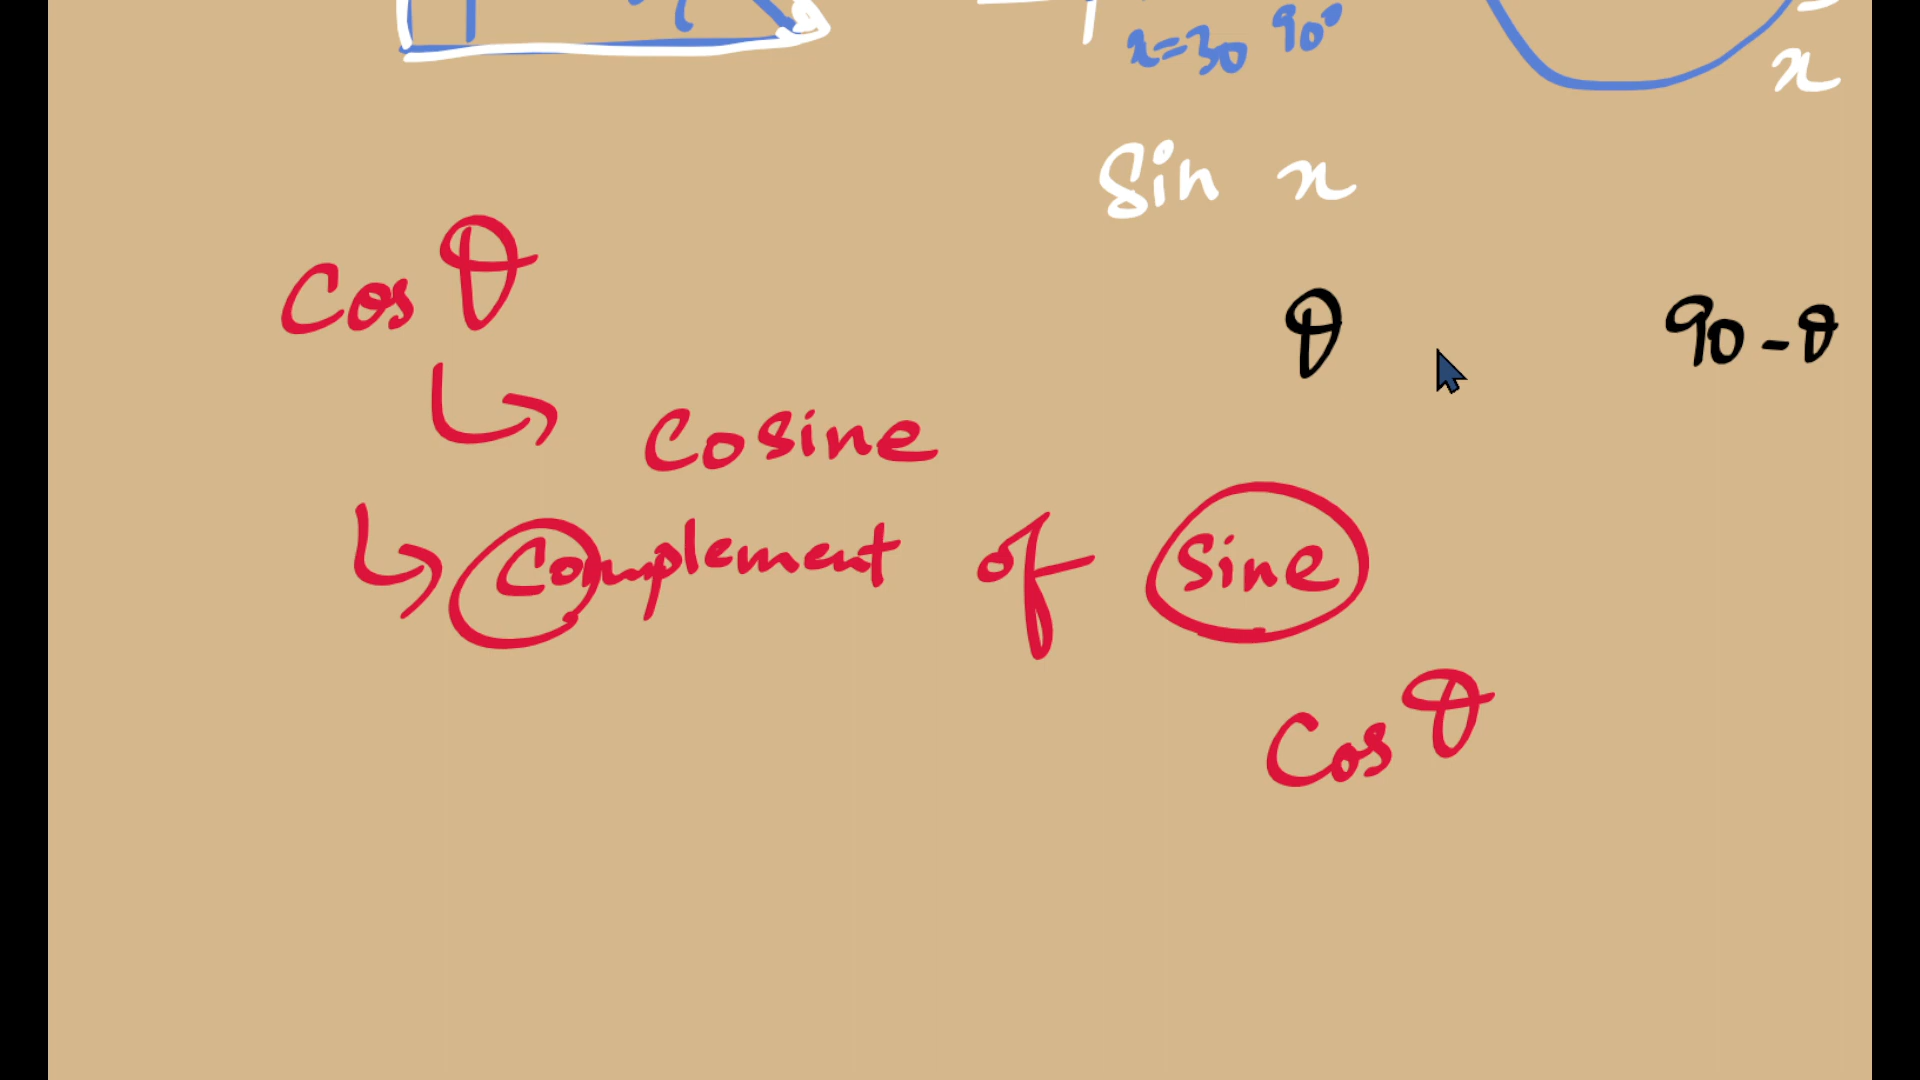 x=30 90°
x
Sin x
Cos θ
θ 90-θ
Cosine
Complement of Sine
Cos θ